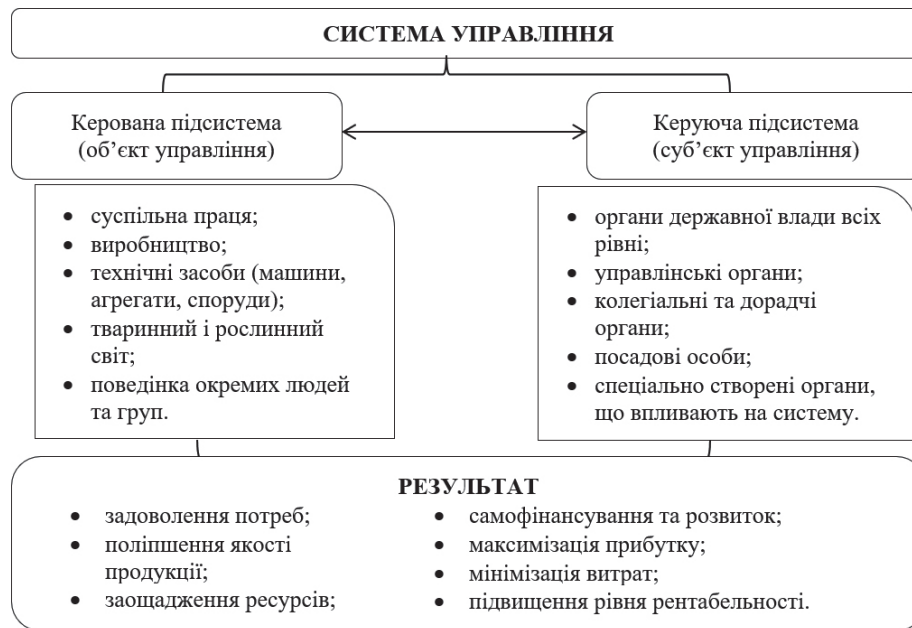 СИСТЕМА УПРАВЛІННЯ
Керована підсистема
(об’єкт управління)
Керуюча підсистема
(суб’єкт управління)
• суспільна праця;
• виробництво;
• технічні засоби (машини,
агрегати, споруди);
• тваринний і рослинний
світ;
• поведінка окремих людей
та груп.
• органи державної влади всіх
рівні;
• управлінські органи;
• колегіальні та дорадчі
органи;
• посадові особи;
• спеціально створені органи,
що впливають на систему.
РЕЗУЛЬТАТ
• задоволення потреб;
• поліпшення якості
продукції;
• заощадження ресурсів;
• самофінансування та розвиток;
• максимізація прибутку;
• мінімізація витрат;
• підвищення рівня рентабельності.